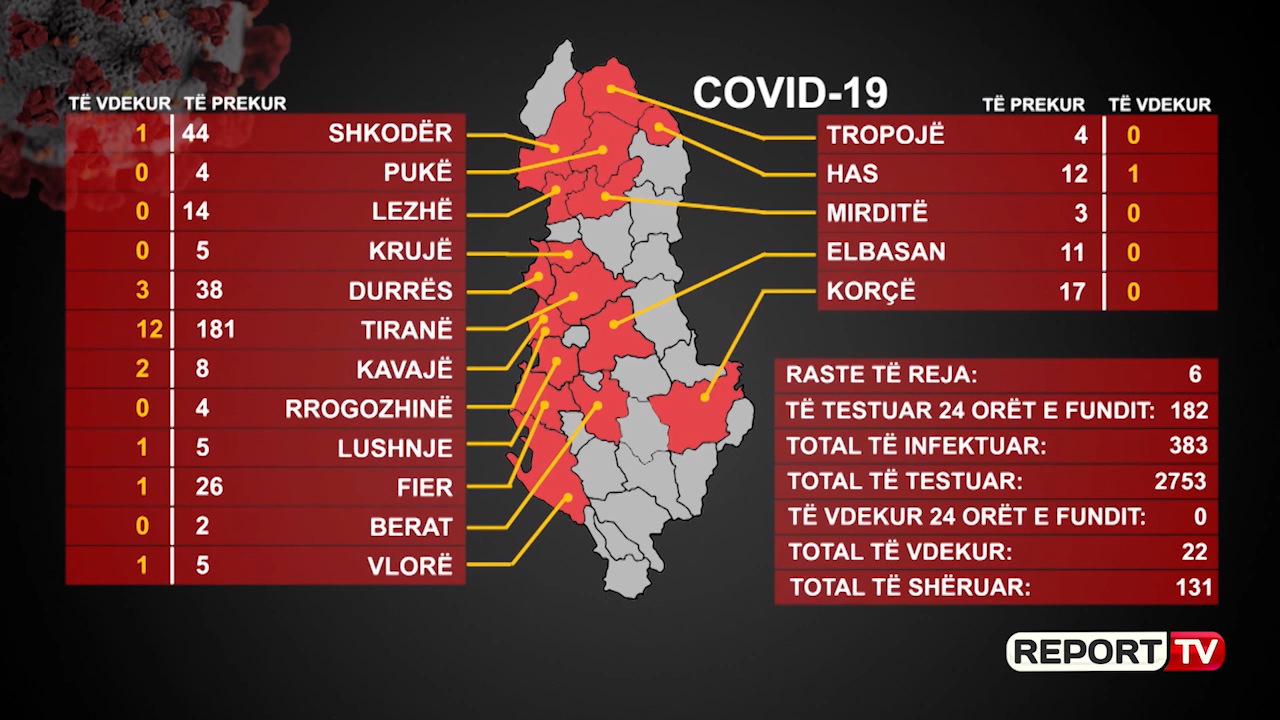 COVID-19
TË VDEKUR TË PREKUR
1 44 SHKODËR
0 4 PUKË
0 14 LEZHË
0 5 KRUJË
3 38 DURRËS
12 181 TIRANË
2 8 KAVAJË
0 4 RROGOZHINË
1 5 LUSHNJE
1 26 FIER
0 2 BERAT
1 5 VLORË
TË PREKUR TË VDEKUR
TROPOJË 4 0
HAS 12 1
MIRDITË 3 0
ELBASAN 11 0
KORÇË 17 0
RASTE TË REJA: 6
TË TESTUAR 24 ORËT E FUNDIT: 182
TOTAL TË INFEKTUAR: 383
TOTAL TË TESTUAR: 2753
TË VDEKUR 24 ORËT E FUNDIT: 0
TOTAL TË VDEKUR: 22
TOTAL TË SHËRUAR: 131
REPORT TV